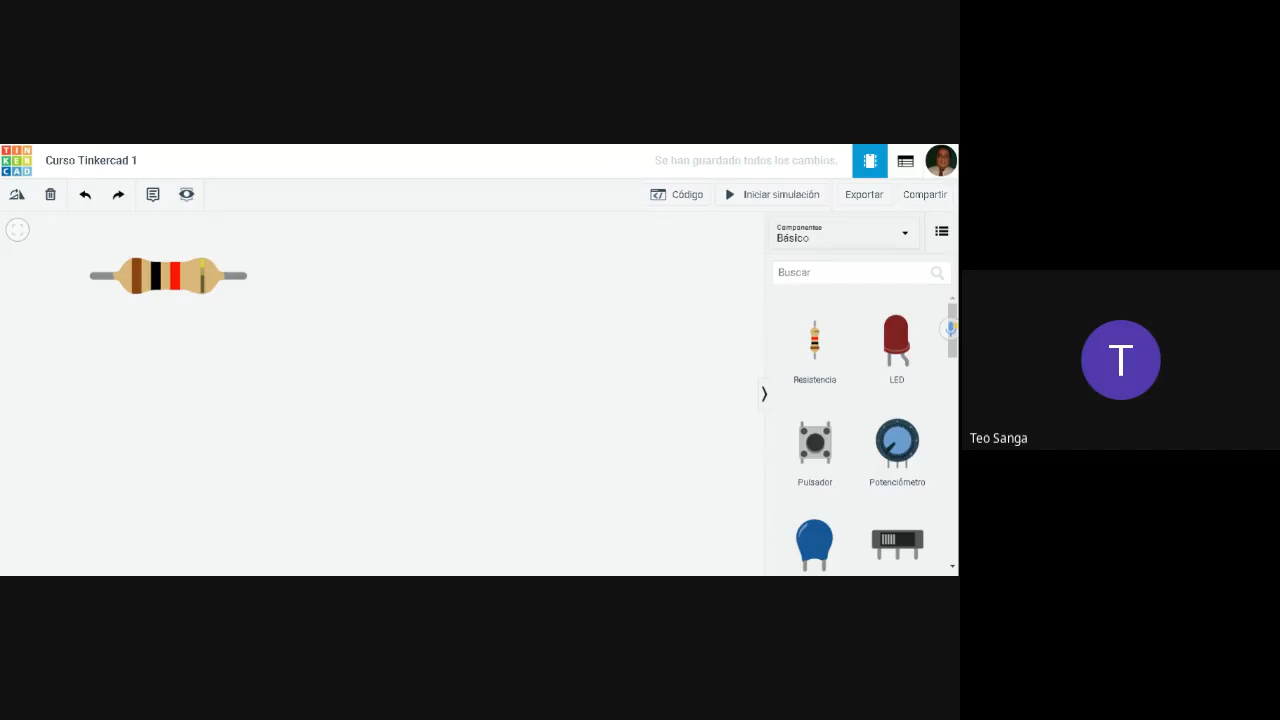 TIN
KER
CAD
Curso Tinkercad 1
Se han guardado todos los cambios.
Código
Iniciar simulación
Exportar
Compartir
Componentes
Básico
Buscar
Resistencia
LED
Pulsador
Potenciómetro
T
Teo Sanga